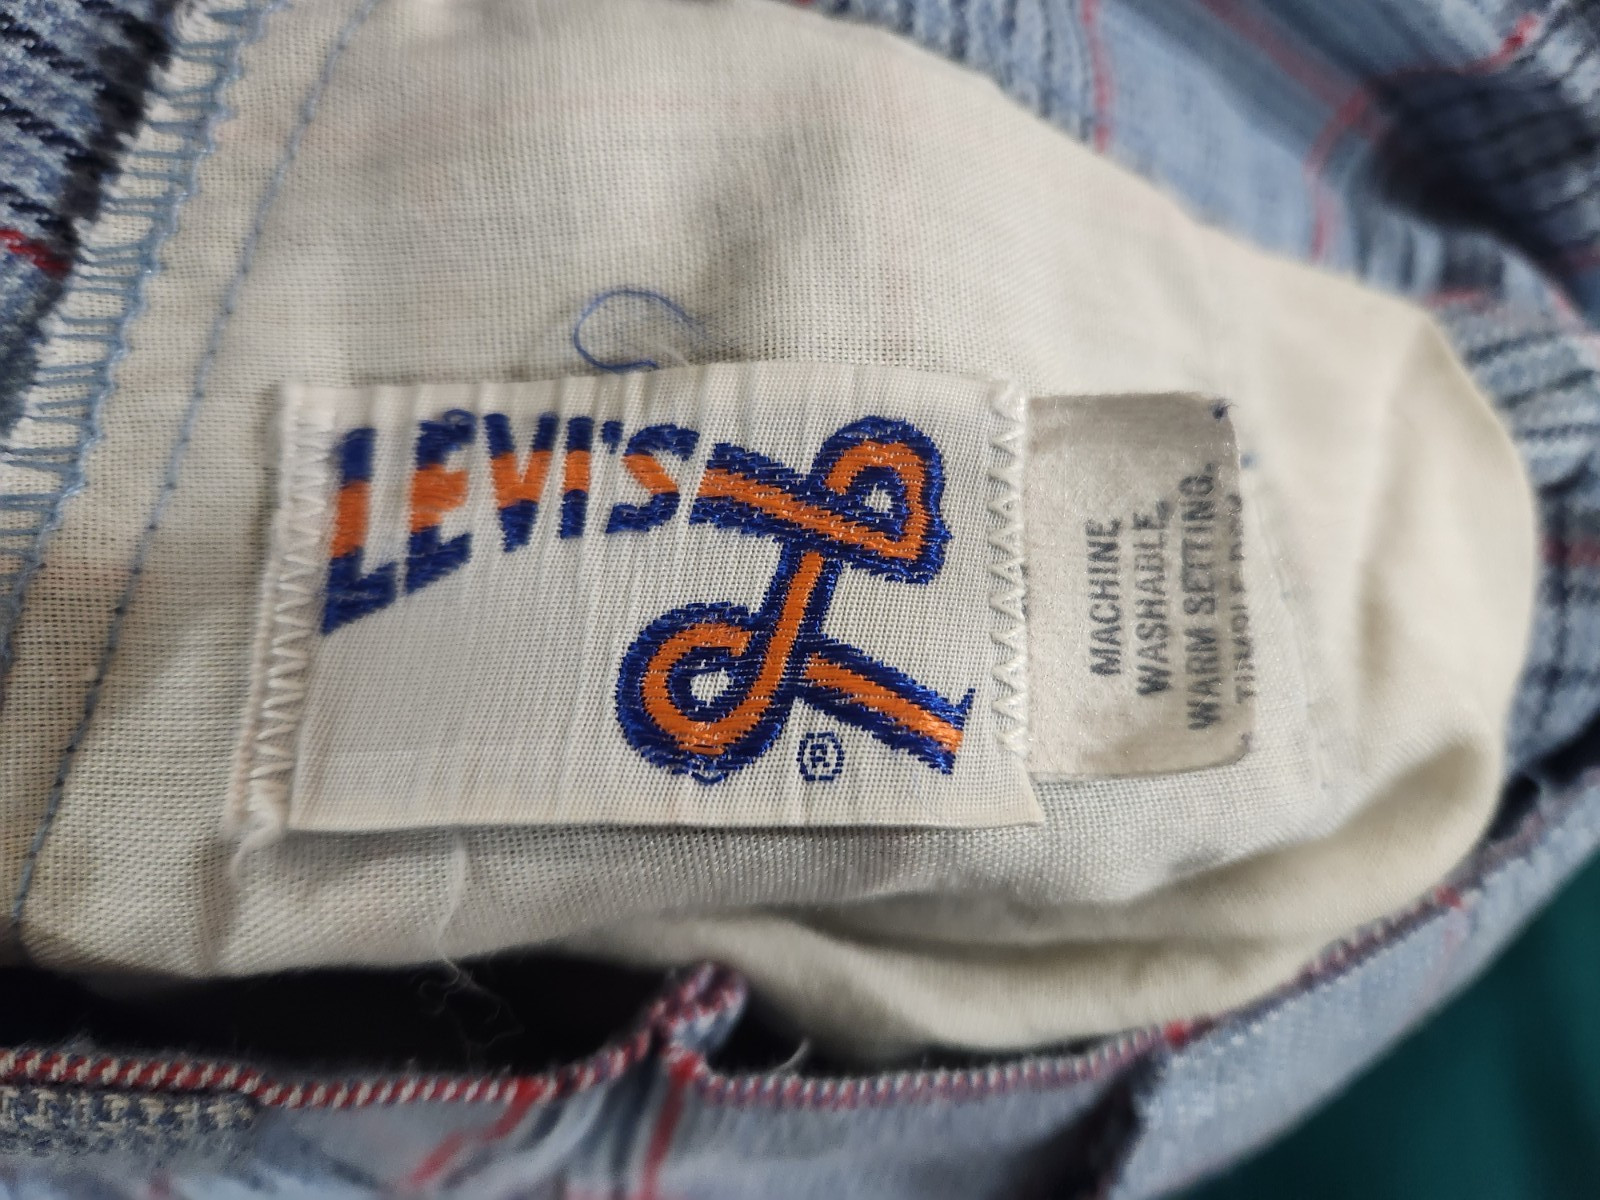 LEVI'S
®
MACHINE
WASHABLE,
WARM SETTING.